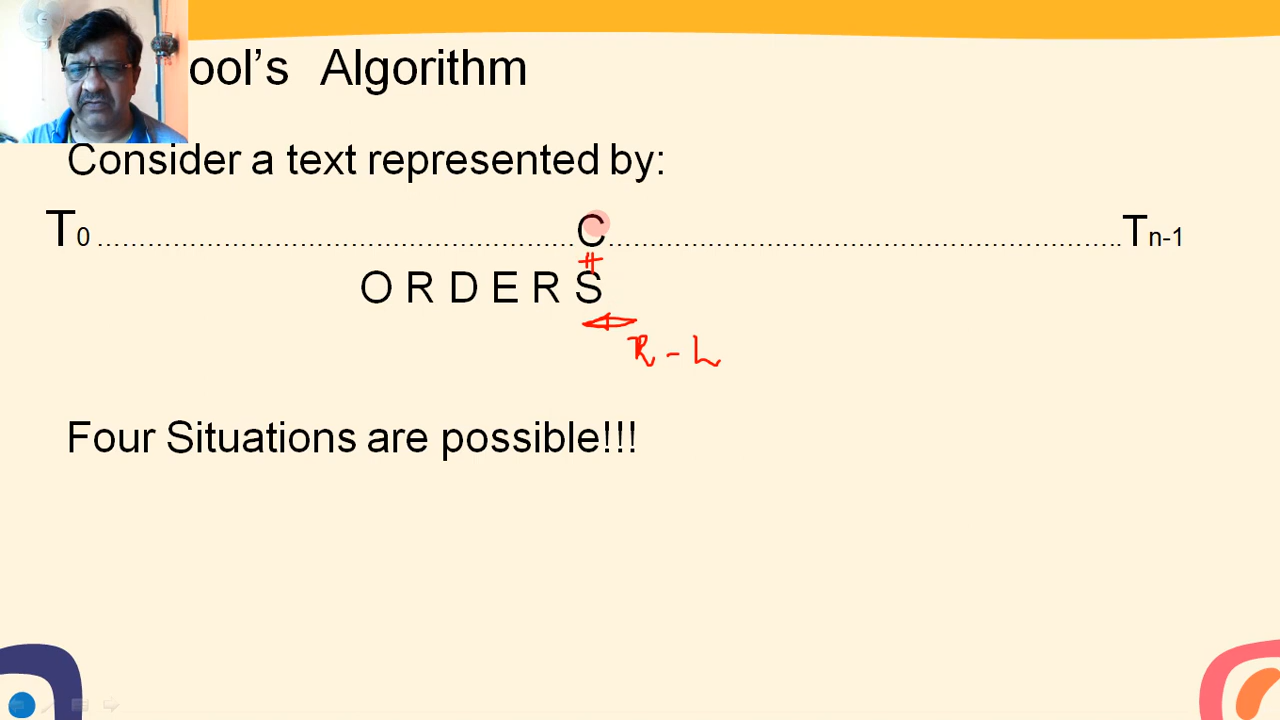 ool's Algorithm
Consider a text represented by:
T0 ............................................................C................................................................Tn-1
≠
O R D E R S
R - L
Four Situations are possible!!!